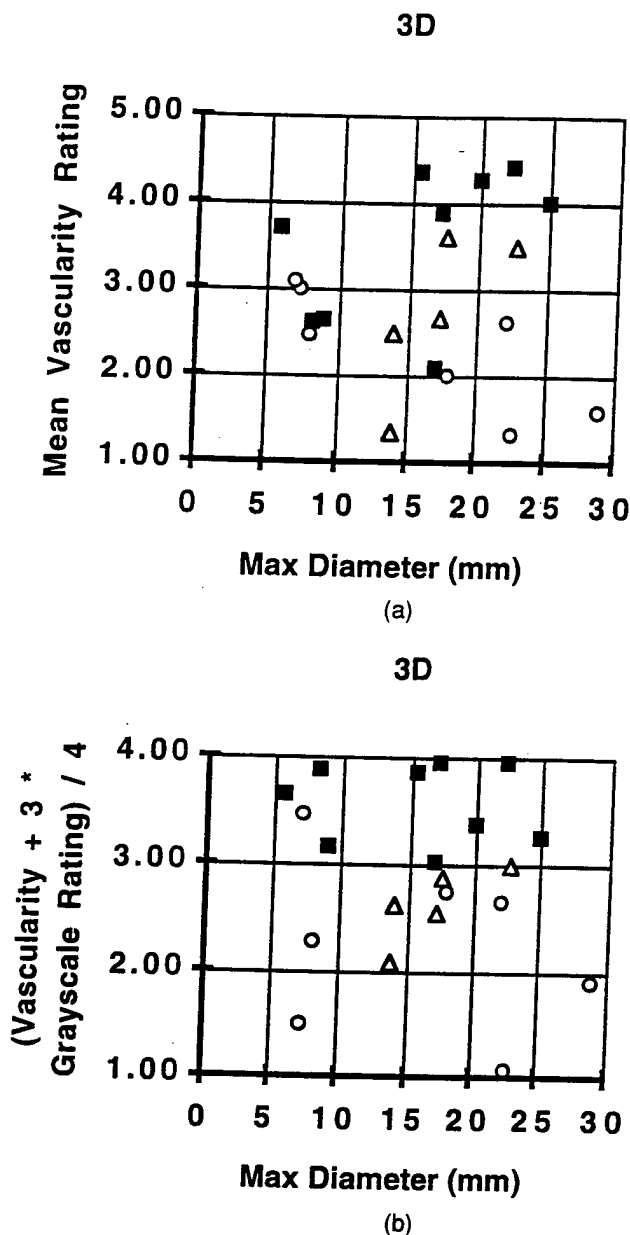 3D
Mean Vascularity Rating
5.00
4.00
3.00
2.00
1.00
0 5 10 15 20 25 30
Max Diameter (mm)
(a)
3D
(Vascularity + 3 *
Grayscale Rating) / 4
4.00
3.00
2.00
1.00
0 5 10 15 20 25 30
Max Diameter (mm)
(b)